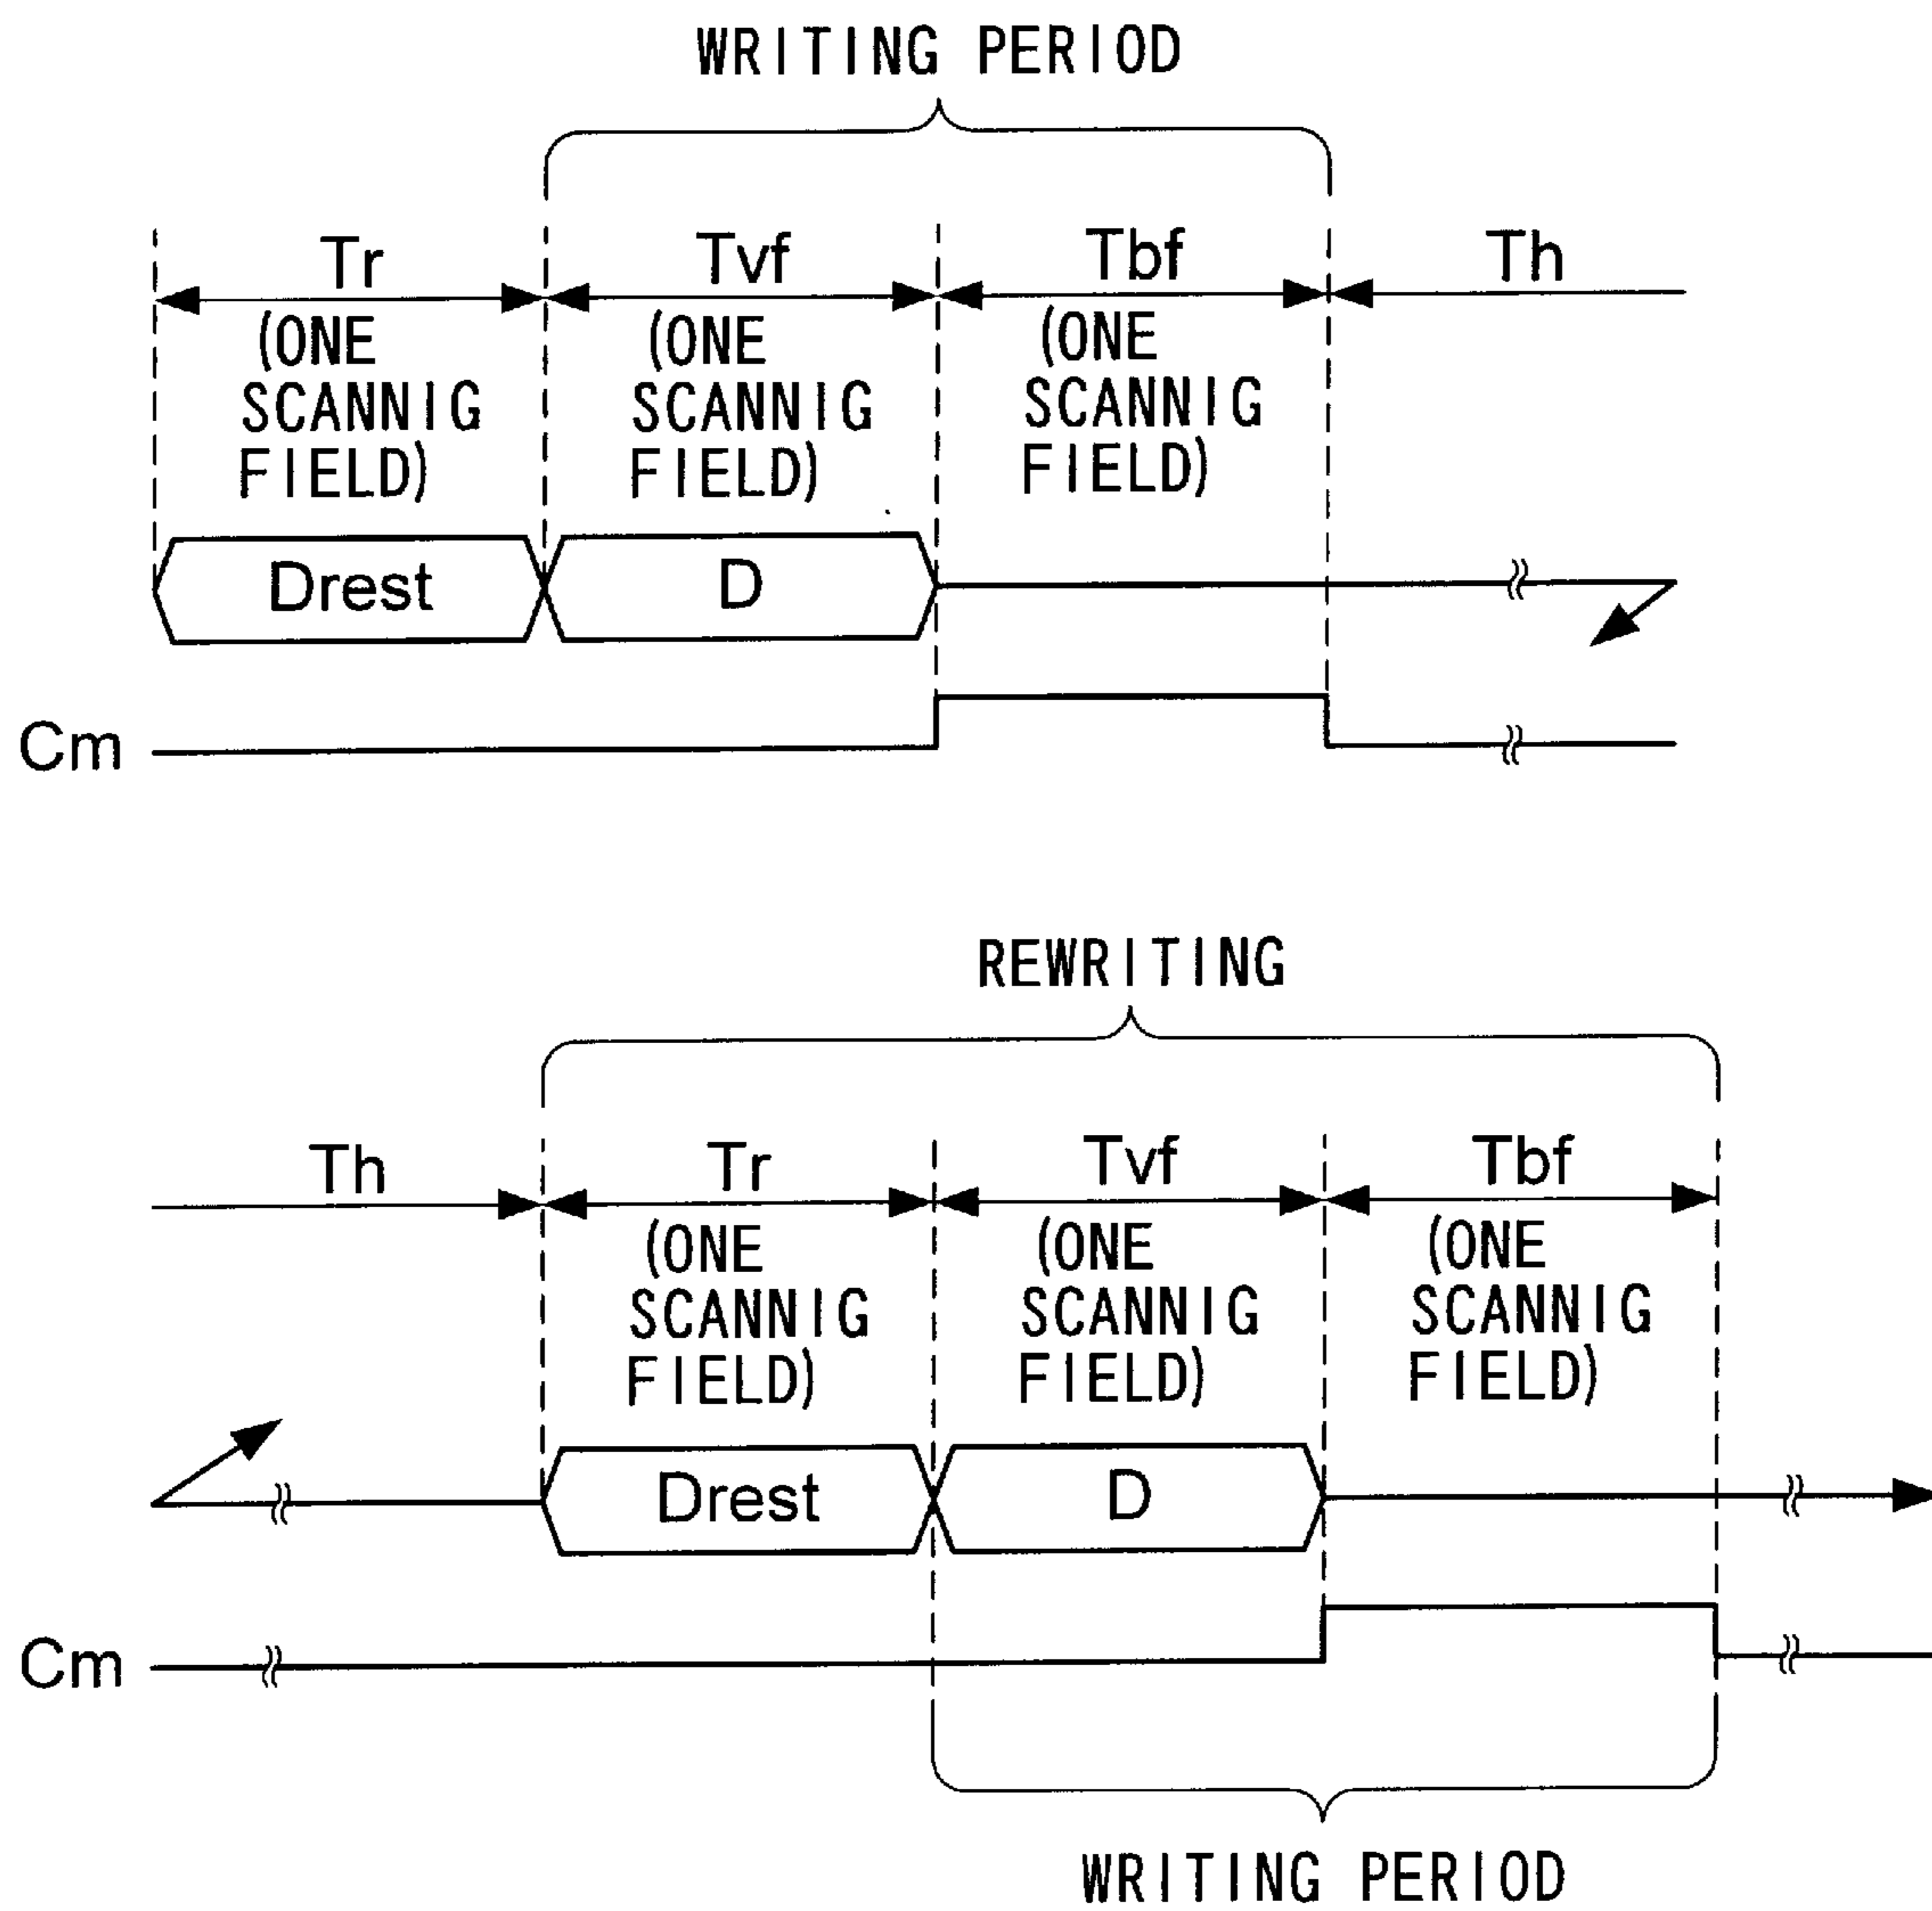 WRITING PERIOD
Tr Tvf Tbf Th
(ONE (ONE (ONE
SCANNIG SCANNIG SCANNIG
FIELD) FIELD) FIELD)
Drest D
Cm
REWRITING
Th Tr Tvf Tbf
(ONE (ONE (ONE
SCANNIG SCANNIG SCANNIG
FIELD) FIELD) FIELD)
Drest D
Cm
WRITING PERIOD